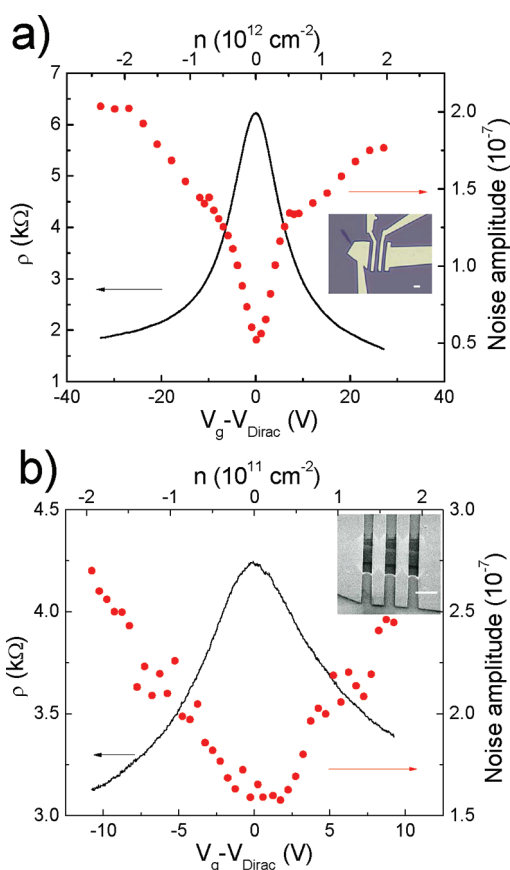 a)
n (10^12 cm^-2)
-2 -1 0 1 2
7
6
5
4
3
2
1
ρ (kΩ)
2.0
1.5
1.0
0.5
Noise amplitude (10^-7)
-40 -20 0 20 40
V_g-V_Dirac (V)
b)
n (10^11 cm^-2)
-2 -1 0 1 2
4.5
4.0
3.5
3.0
ρ (kΩ)
3.0
2.5
2.0
1.5
Noise amplitude (10^-7)
-10 -5 0 5 10
V_g-V_Dirac (V)